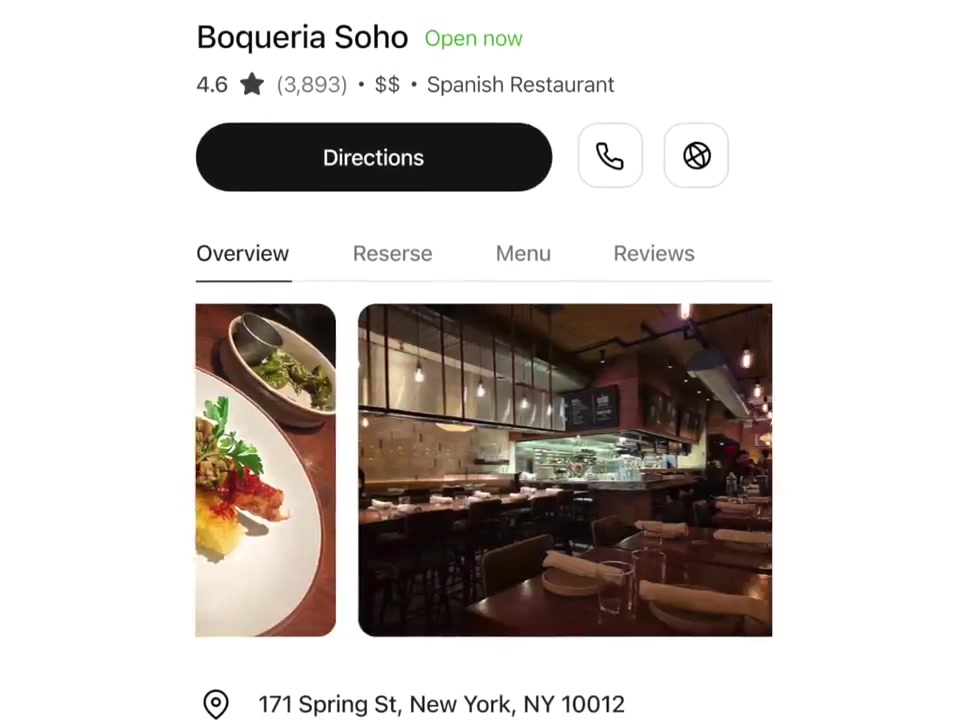 Boqueria Soho Open now
4.6 ★ (3,893) • $$ • Spanish Restaurant
Directions
Overview Reserse Menu Reviews
171 Spring St, New York, NY 10012